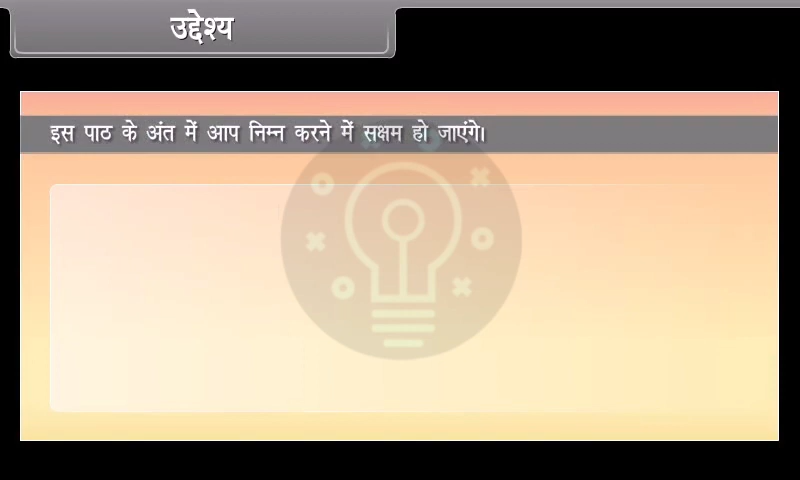 उद्देश्य
इस पाठ के अंत में आप निम्न करने में सक्षम हो जाएंगे।